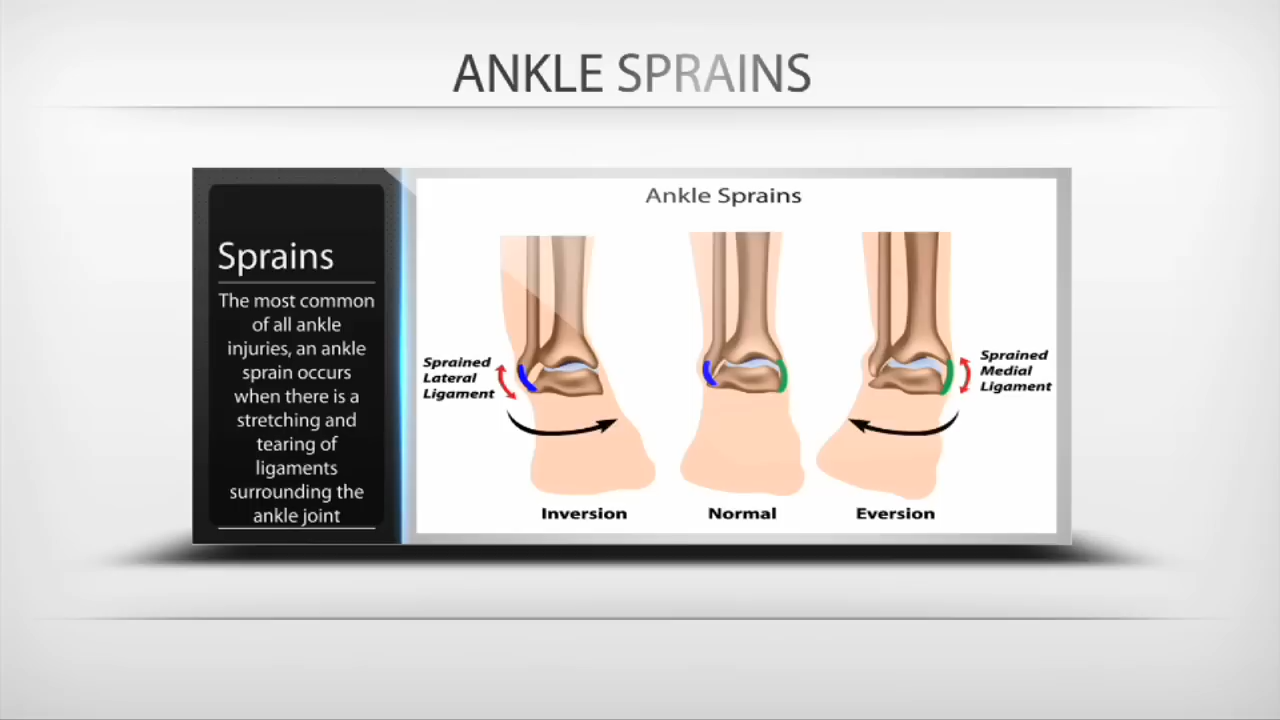 ANKLE SPRAINS
Sprains
The most common
of all ankle
injuries, an ankle
sprain occurs
when there is a
stretching and
tearing of
ligaments
surrounding the
ankle joint
Ankle Sprains
Sprained
Lateral
Ligament
Sprained
Medial
Ligament
Inversion
Normal
Eversion